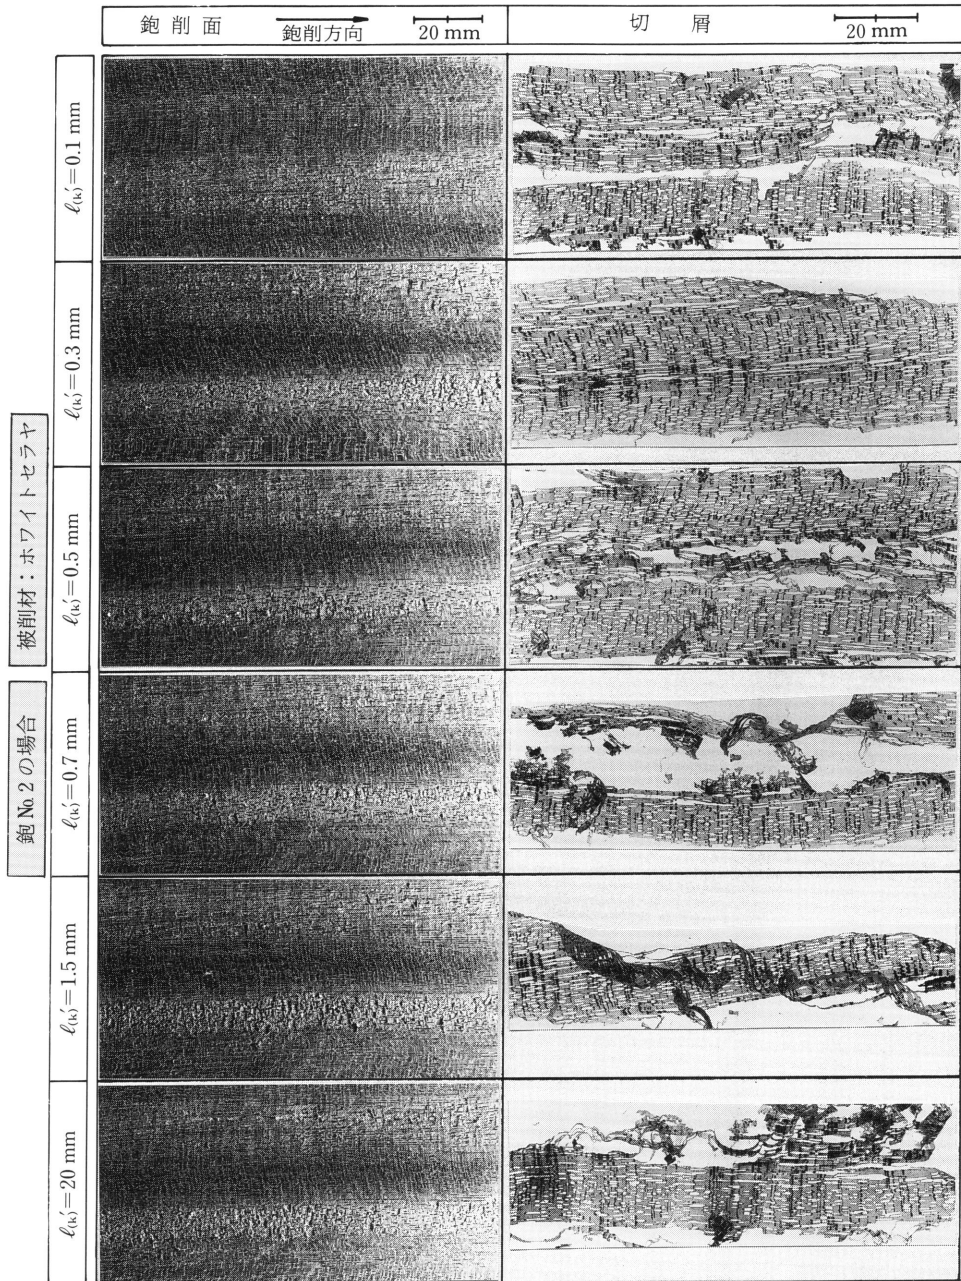 鉋 削 面
鉋削方向
20 mm
切 屑
20 mm
被削材：ホワイトセラヤ
鉋№2の場合
ℓ′(k)=0.1 mm
ℓ′(k)=0.3 mm
ℓ′(k)=0.5 mm
ℓ′(k)=0.7 mm
ℓ′(k)=1.5 mm
ℓ′(k)=20 mm